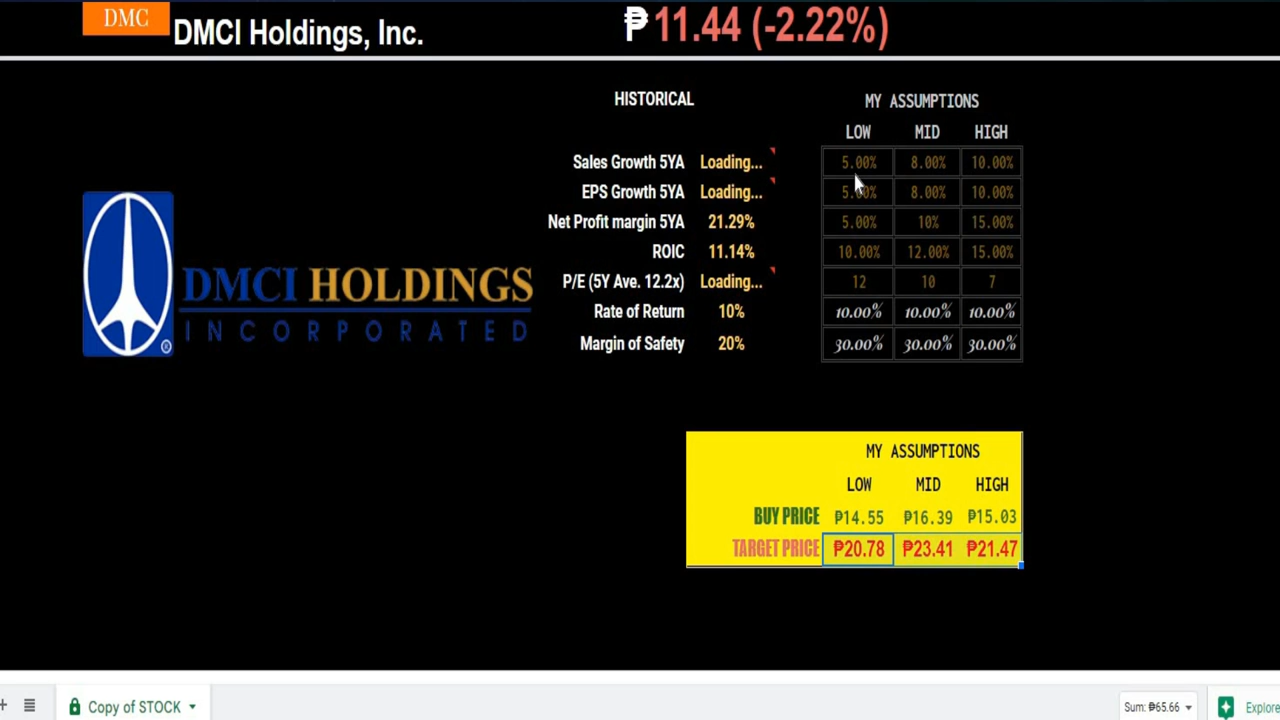 DMC
DMCI Holdings, Inc.
₱ 11.44 (-2.22%)
HISTORICAL
MY ASSUMPTIONS
LOW MID HIGH
Sales Growth 5YA Loading... 5.00% 8.00% 10.00%
EPS Growth 5YA Loading... 5.00% 8.00% 10.00%
Net Profit margin 5YA 21.29% 5.00% 10% 15.00%
ROIC 11.14% 10.00% 12.00% 15.00%
P/E (5Y Ave. 12.2x) Loading... 12 10 7
Rate of Return 10% 10.00% 10.00% 10.00%
Margin of Safety 20% 30.00% 30.00% 30.00%
DMCI HOLDINGS
INCORPORATED
®
MY ASSUMPTIONS
LOW MID HIGH
BUY PRICE ₱14.55 ₱16.39 ₱15.03
TARGET PRICE ₱20.78 ₱23.41 ₱21.47
Copy of STOCK
Sum: ₱65.66
Explore